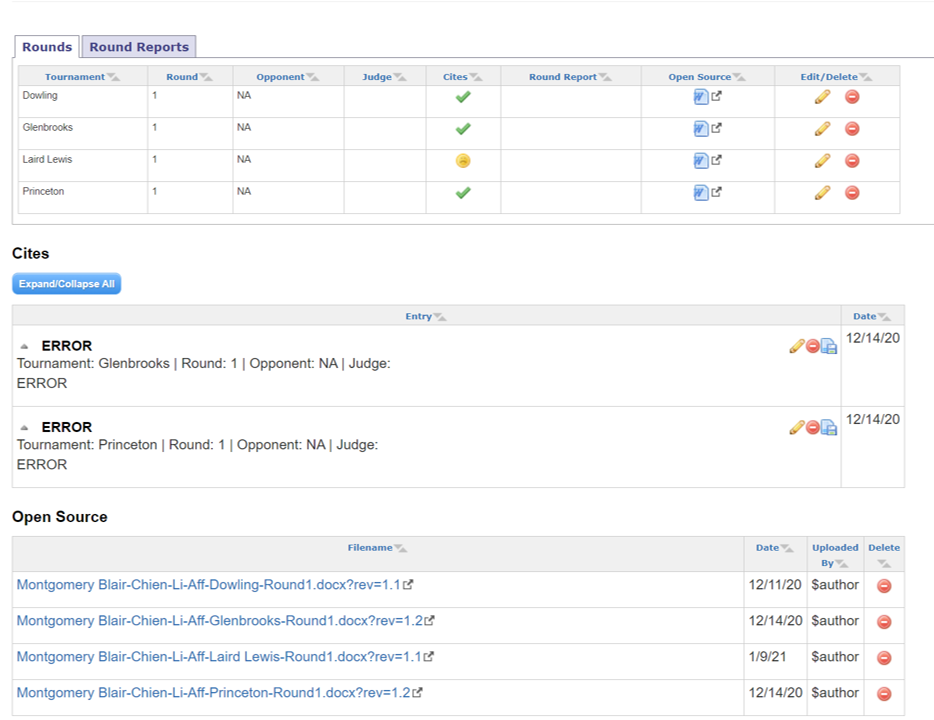 Rounds Round Reports
Tournament Round Opponent Judge Cites Round Report Open Source Edit/Delete
Dowling 1 NA
Glenbrooks 1 NA
Laird Lewis 1 NA
Princeton 1 NA
Cites
Expand/Collapse All
Entry Date
ERROR 12/14/20
Tournament: Glenbrooks | Round: 1 | Opponent: NA | Judge:
ERROR
ERROR 12/14/20
Tournament: Princeton | Round: 1 | Opponent: NA | Judge:
ERROR
Open Source
Filename Date Uploaded Delete
By
Montgomery Blair-Chien-Li-Aff-Dowling-Round1.docx?rev=1.1 12/11/20 $author
Montgomery Blair-Chien-Li-Aff-Glenbrooks-Round1.docx?rev=1.2 12/14/20 $author
Montgomery Blair-Chien-Li-Aff-Laird Lewis-Round1.docx?rev=1.1 1/9/21 $author
Montgomery Blair-Chien-Li-Aff-Princeton-Round1.docx?rev=1.2 12/14/20 $author